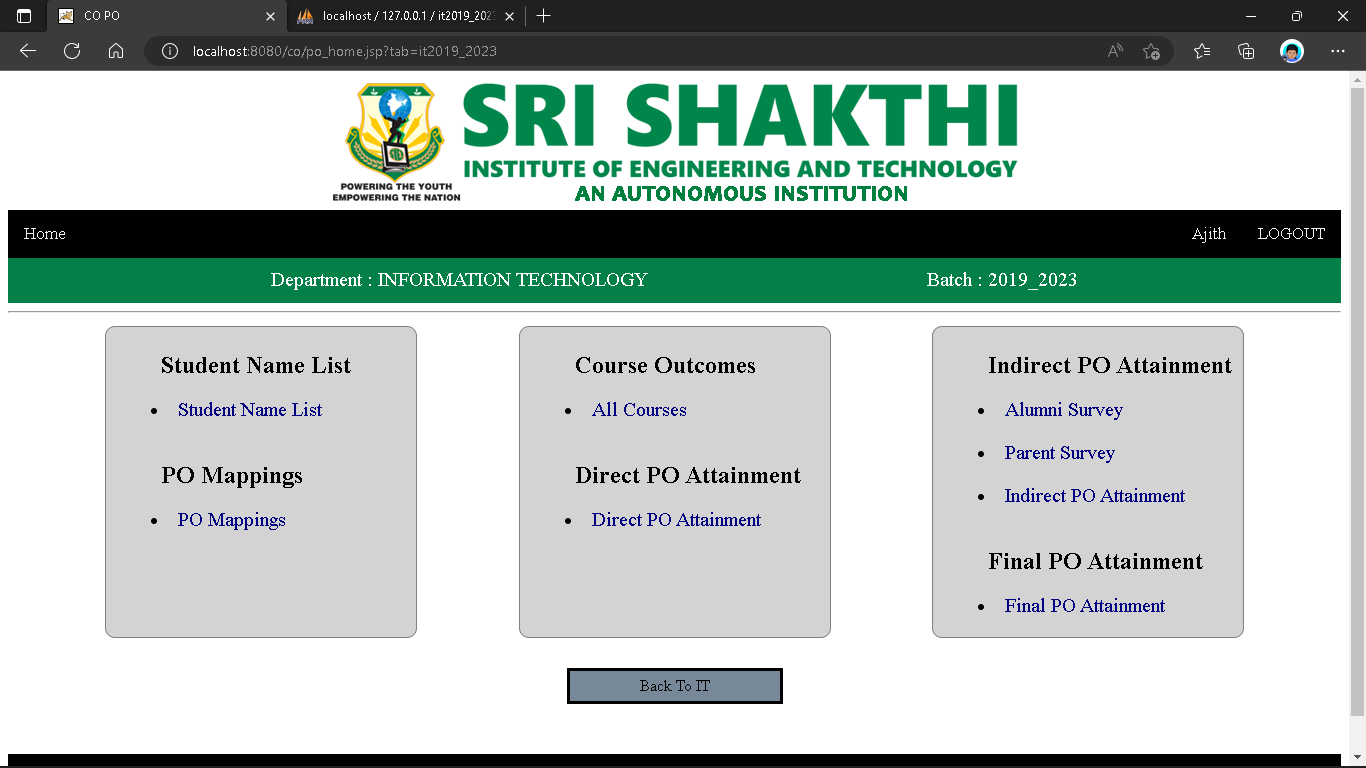 CO PO
localhost / 127.0.0.1 / it2019_202
localhost:8080/co/po_home.jsp?tab=it2019_2023
SRI SHAKTHI
INSTITUTE OF ENGINEERING AND TECHNOLOGY
AN AUTONOMOUS INSTITUTION
POWERING THE YOUTH
EMPOWERING THE NATION
Home Ajith LOGOUT
Department : INFORMATION TECHNOLOGY Batch : 2019_2023
Student Name List
Student Name List
PO Mappings
PO Mappings
Course Outcomes
All Courses
Direct PO Attainment
Direct PO Attainment
Indirect PO Attainment
Alumni Survey
Parent Survey
Indirect PO Attainment
Final PO Attainment
Final PO Attainment
Back To IT